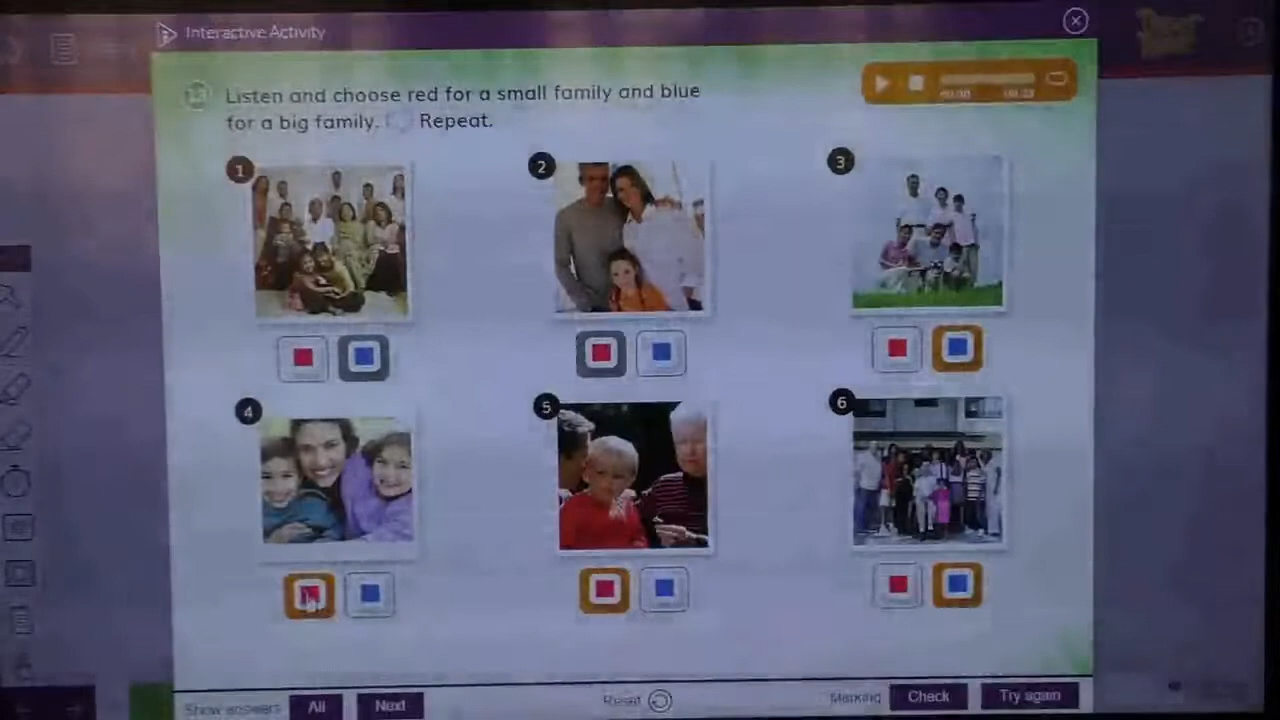 Interactive Activity
Listen and choose red for a small family and blue
for a big family. Repeat.
1
2
3
4
5
6
Show answers
All
Next
Reset
Marking
Check
Try again